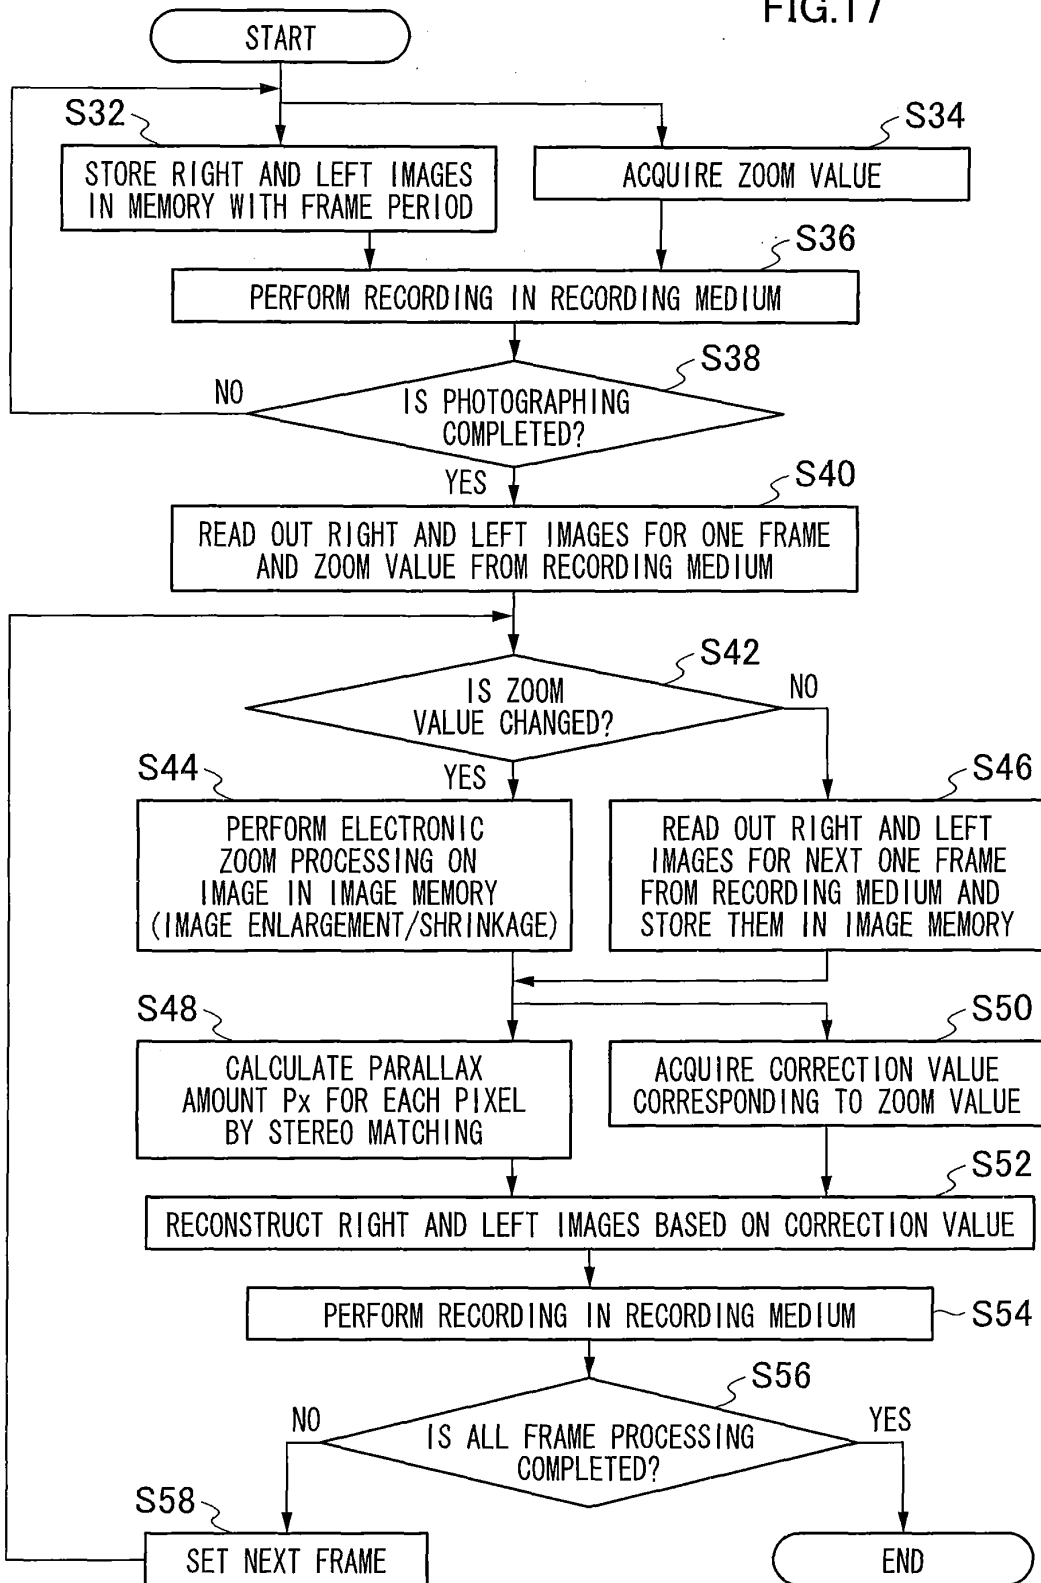 FIG.17
START
S32
S34
STORE RIGHT AND LEFT IMAGES
IN MEMORY WITH FRAME PERIOD
ACQUIRE ZOOM VALUE
S36
PERFORM RECORDING IN RECORDING MEDIUM
S38
NO
IS PHOTOGRAPHING
COMPLETED?
YES
S40
READ OUT RIGHT AND LEFT IMAGES FOR ONE FRAME
AND ZOOM VALUE FROM RECORDING MEDIUM
S42
IS ZOOM
VALUE CHANGED?
NO
YES
S44
S46
PERFORM ELECTRONIC
ZOOM PROCESSING ON
IMAGE IN IMAGE MEMORY
(IMAGE ENLARGEMENT/SHRINKAGE)
READ OUT RIGHT AND LEFT
IMAGES FOR NEXT ONE FRAME
FROM RECORDING MEDIUM AND
STORE THEM IN IMAGE MEMORY
S48
S50
CALCULATE PARALLAX
AMOUNT Px FOR EACH PIXEL
BY STEREO MATCHING
ACQUIRE CORRECTION VALUE
CORRESPONDING TO ZOOM VALUE
S52
RECONSTRUCT RIGHT AND LEFT IMAGES BASED ON CORRECTION VALUE
PERFORM RECORDING IN RECORDING MEDIUM
S54
S56
NO
YES
IS ALL FRAME PROCESSING
COMPLETED?
S58
SET NEXT FRAME
END